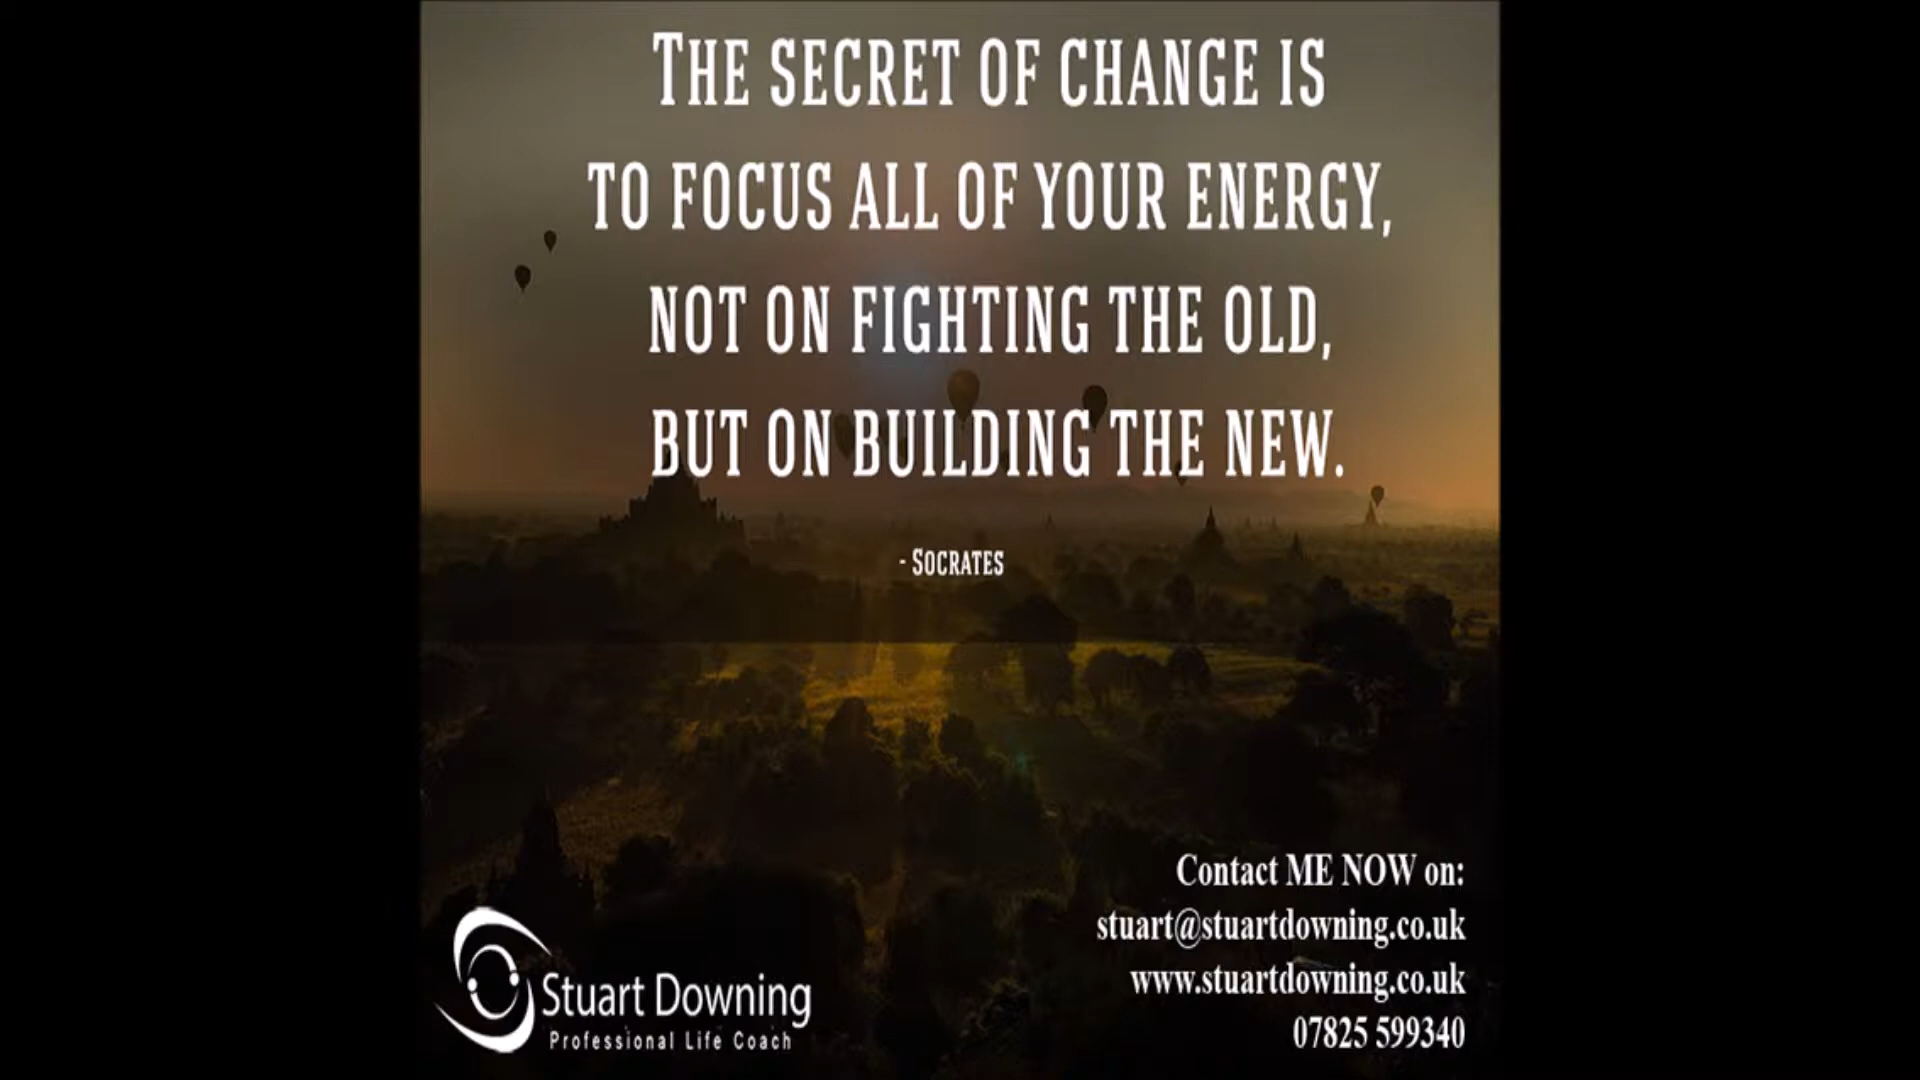 The secret of change is
to focus all of your energy,
not on fighting the old,
but on building the new.
- Socrates
Contact ME NOW on:
stuart@stuartdowning.co.uk
www.stuartdowning.co.uk
07825 599340
Stuart Downing
Professional Life Coach